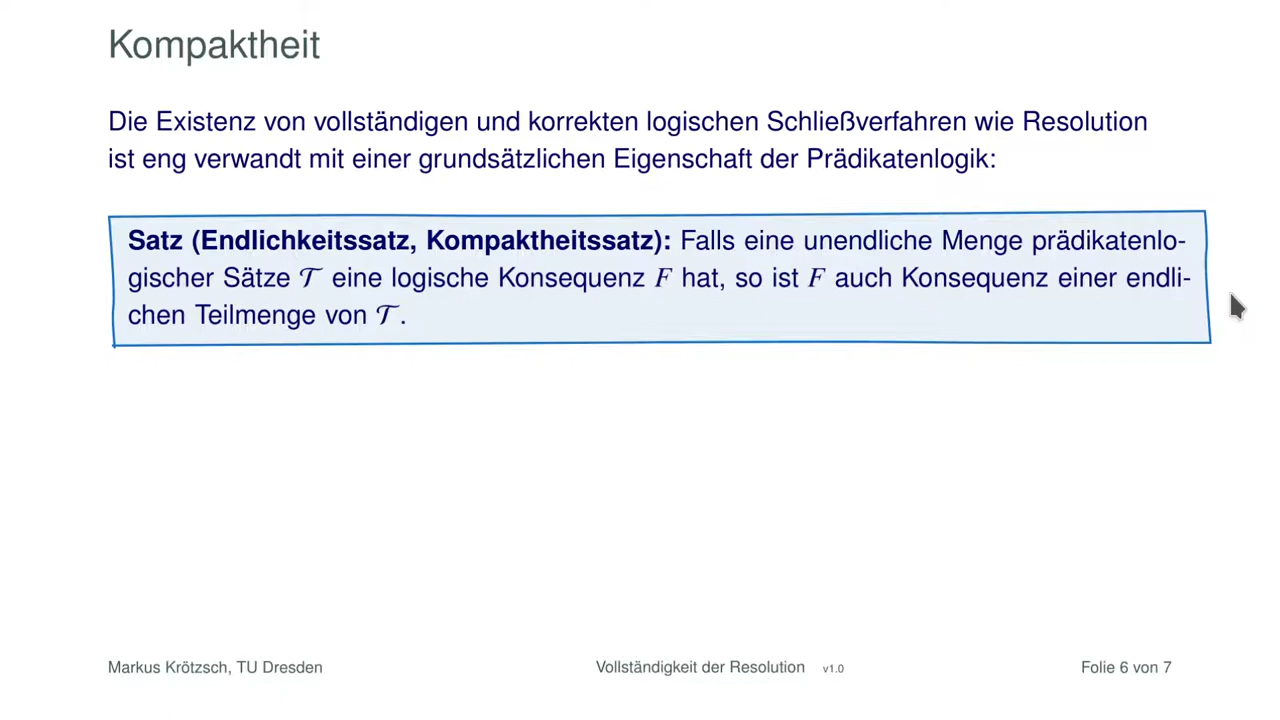 Kompaktheit
Die Existenz von vollständigen und korrekten logischen Schließverfahren wie Resolution
ist eng verwandt mit einer grundsätzlichen Eigenschaft der Prädikatenlogik:
Satz (Endlichkeitssatz, Kompaktheitssatz): Falls eine unendliche Menge prädikatenlo-
gischer Sätze 𝒯 eine logische Konsequenz F hat, so ist F auch Konsequenz einer endli-
chen Teilmenge von 𝒯.
Markus Krötzsch, TU Dresden
Vollständigkeit der Resolution v1.0
Folie 6 von 7